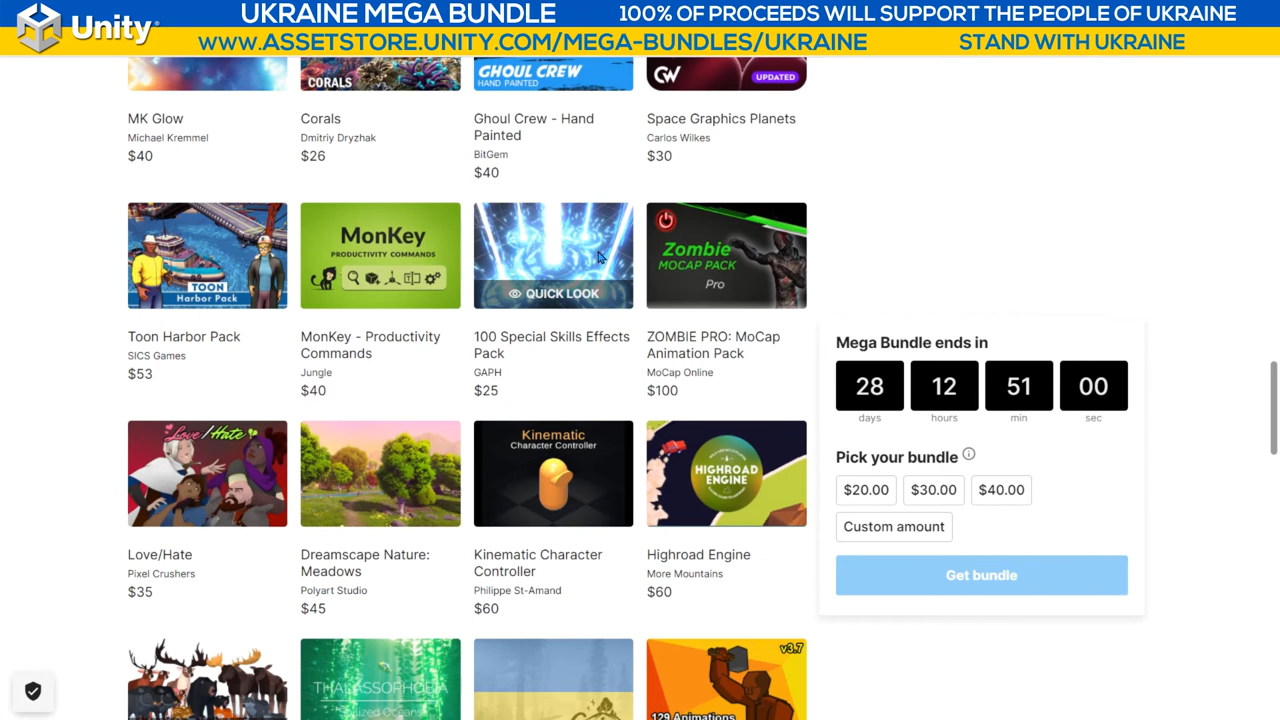 Unity
UKRAINE MEGA BUNDLE
100% OF PROCEEDS WILL SUPPORT THE PEOPLE OF UKRAINE
WWW.ASSETSTORE.UNITY.COM/MEGA-BUNDLES/UKRAINE
STAND WITH UKRAINE
CORALS
GHOUL CREW
HAND PAINTED
GW
UPDATED
MK Glow
Michael Kremmel
$40
Corals
Dmitriy Dryzhak
$26
Ghoul Crew - Hand
Painted
BitGem
$40
Space Graphics Planets
Carlos Wilkes
$30
TOON
Harbor Pack
MonKey
PRODUCTIVITY COMMANDS
QUICK LOOK
Zombie
MOCAP PACK
Pro
Toon Harbor Pack
SICS Games
$53
MonKey - Productivity
Commands
Jungle
$40
100 Special Skills Effects
Pack
GAPH
$25
ZOMBIE PRO: MoCap
Animation Pack
MoCap Online
$100
Love/Hate
Kinematic
Character Controller
HIGHROAD
ENGINE
Love/Hate
Pixel Crushers
$35
Dreamscape Nature:
Meadows
Polyart Studio
$45
Kinematic Character
Controller
Philippe St-Amand
$60
Highroad Engine
More Mountains
$60
THALASSOPHOBIA
v3.7
129 Animations
Mega Bundle ends in
28 12 51 00
days hours min sec
Pick your bundle
$20.00 $30.00 $40.00
Custom amount
Get bundle